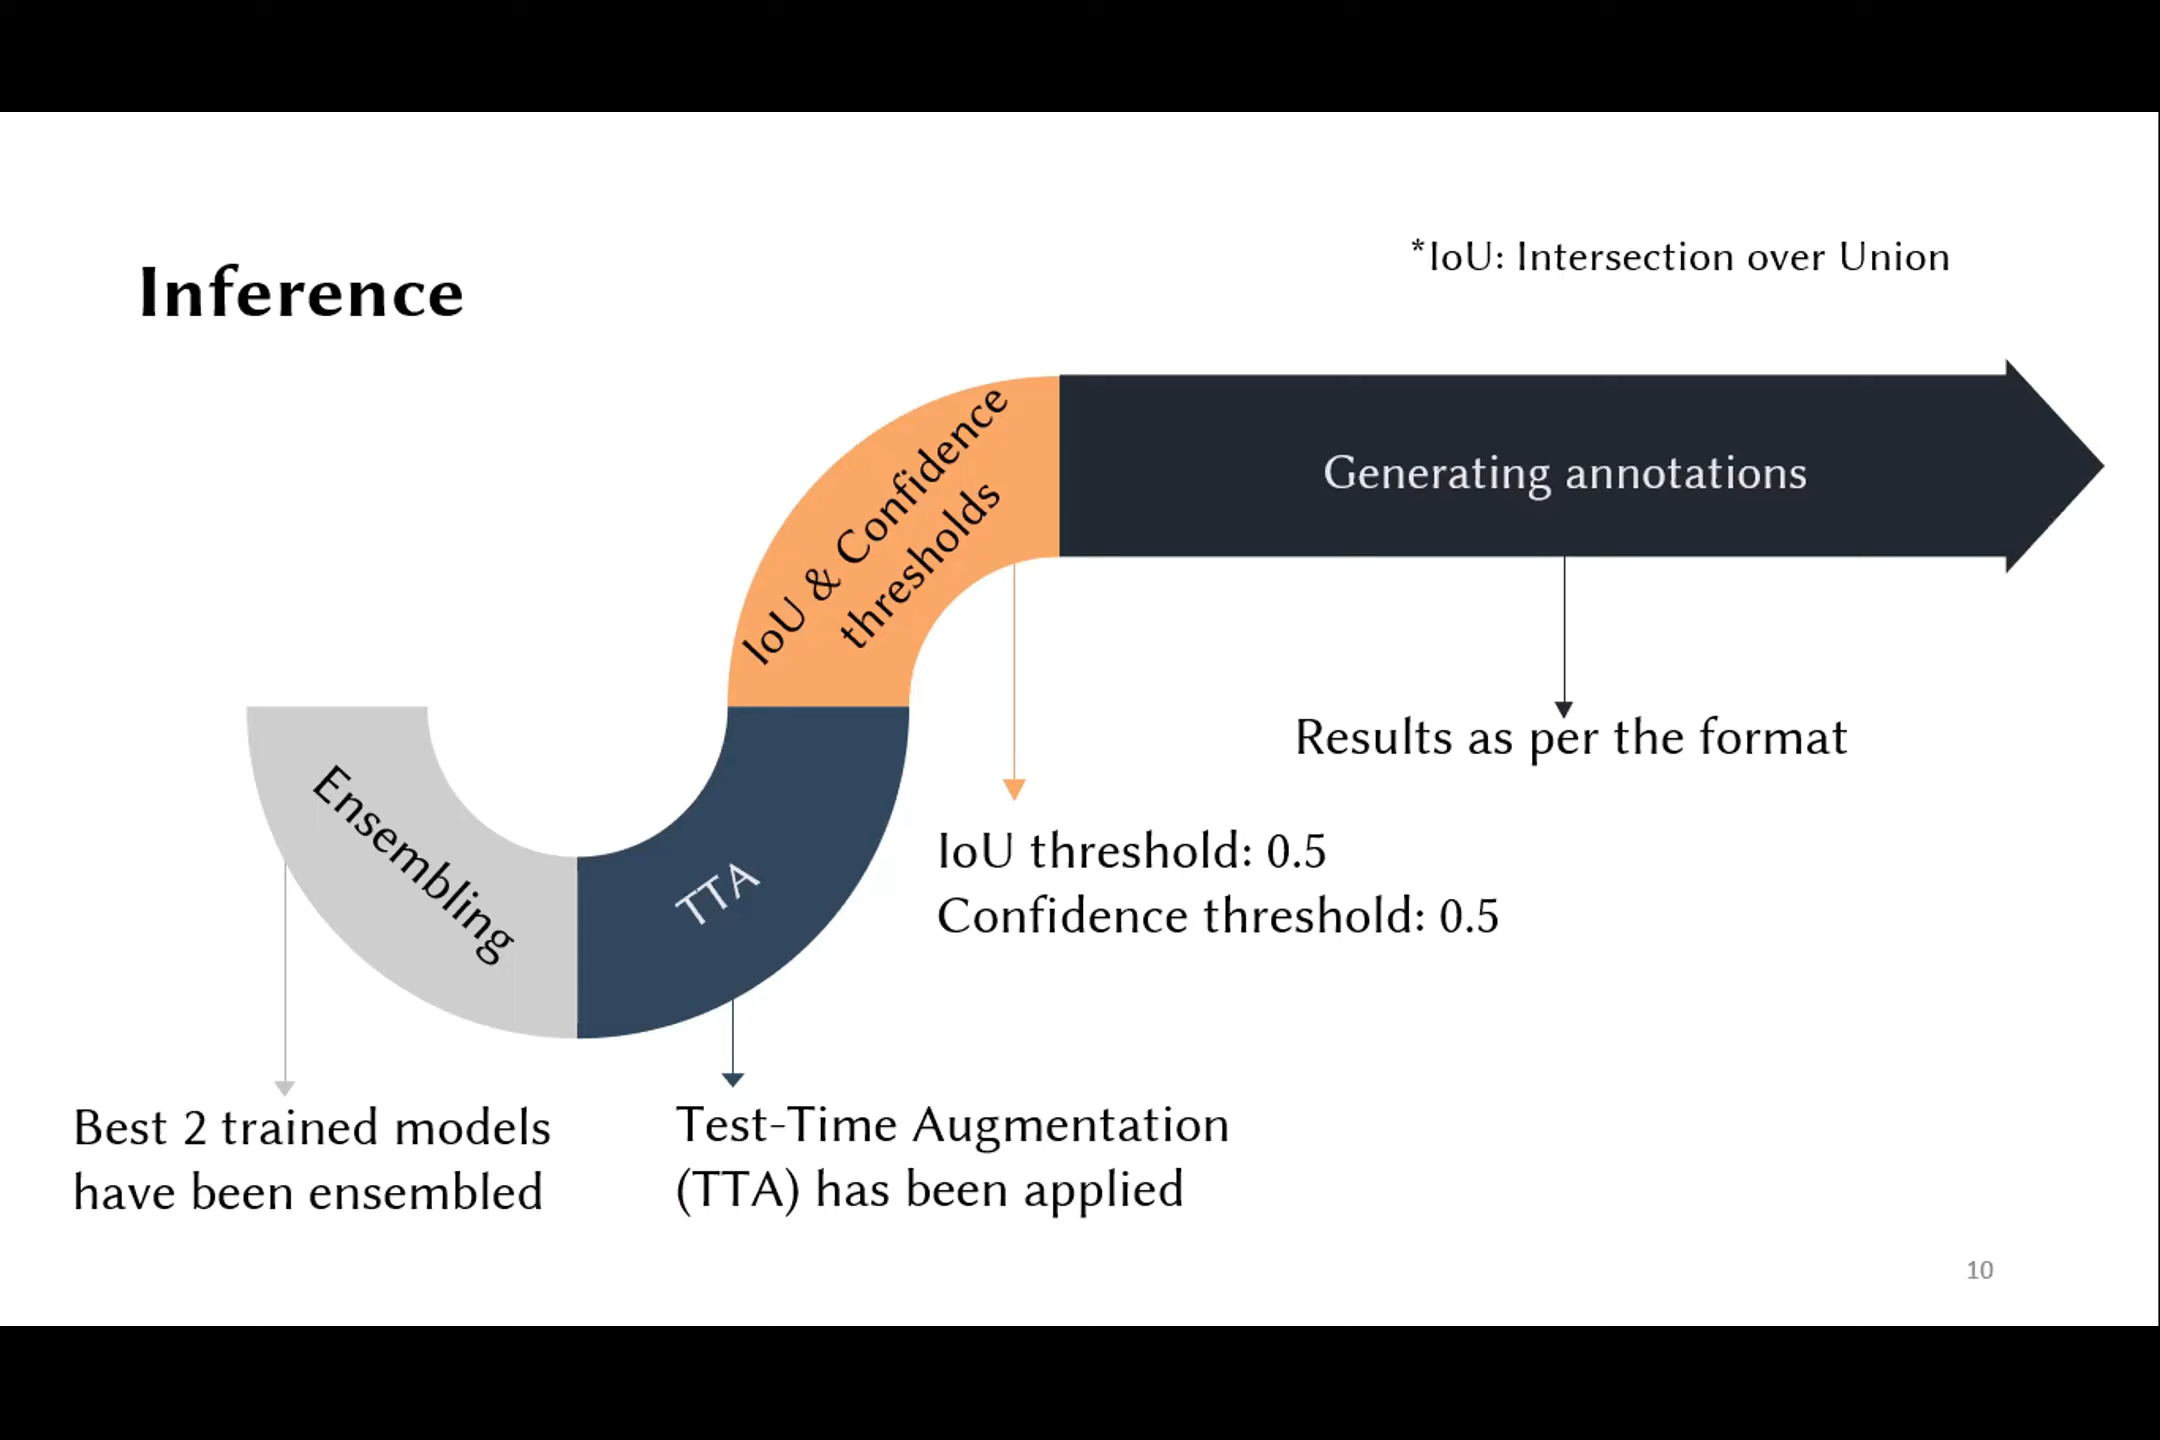 Inference
*IoU: Intersection over Union
IoU & Confidence
thresholds
Generating annotations
Results as per the format
Ensembling
TTA
IoU threshold: 0.5
Confidence threshold: 0.5
Best 2 trained models
have been ensembled
Test-Time Augmentation
(TTA) has been applied
10